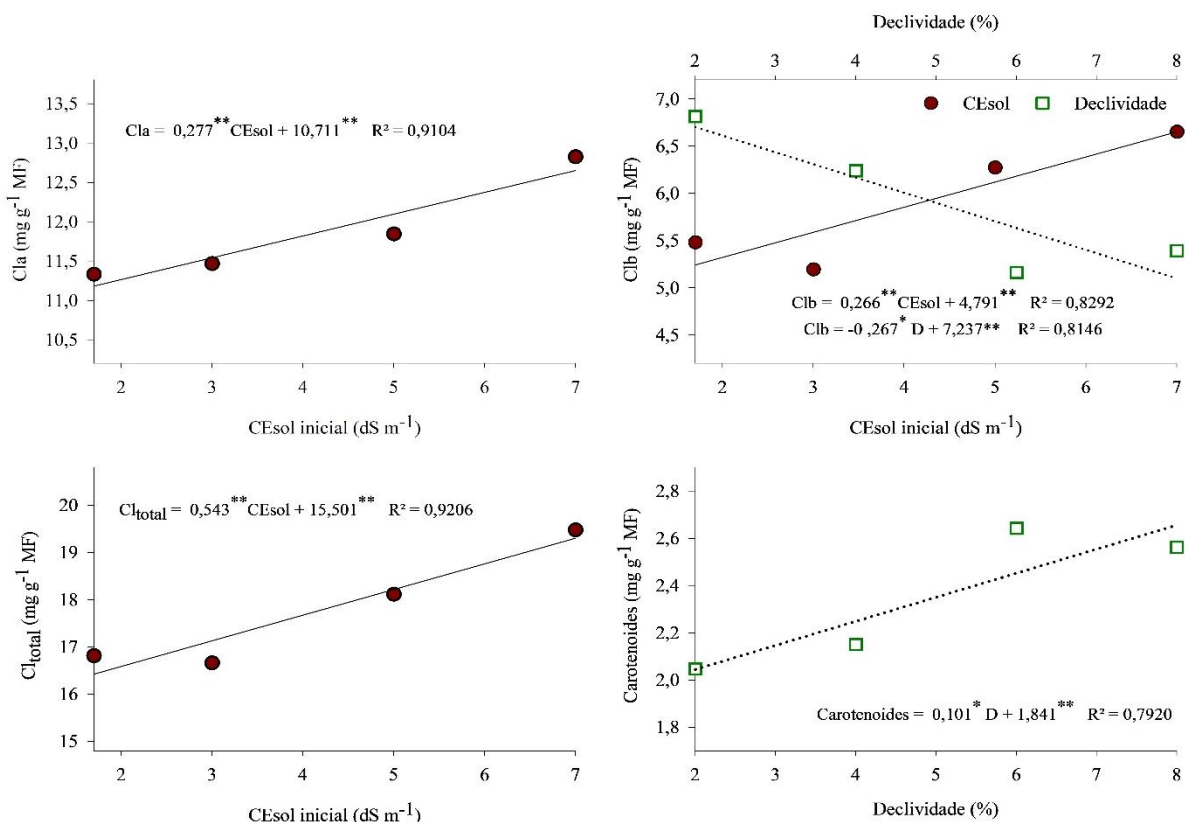 Cla = 0,277**CEsol + 10,711** R² = 0,9104
13,5
13,0
12,5
12,0
11,5
11,0
10,5
Cla (mg g⁻¹ MF)
2 3 4 5 6 7
CEsol inicial (dS m⁻¹)
Declividade (%)
2 3 4 5 6 7 8
CEsol Declividade
7,0
6,5
6,0
5,5
5,0
4,5
Clb (mg g⁻¹ MF)
Clb = 0,266**CEsol + 4,791** R² = 0,8292
Clb = -0 ,267* D + 7,237** R² = 0,8146
2 3 4 5 6 7
CEsol inicial (dS m⁻¹)
Cltotal = 0,543**CEsol + 15,501** R² = 0,9206
20
19
18
17
16
15
Cltotal (mg g⁻¹ MF)
2 3 4 5 6 7
CEsol inicial (dS m⁻¹)
2,8
2,6
2,4
2,2
2,0
1,8
Carotenoides (mg g⁻¹ MF)
Carotenoides = 0,101* D + 1,841** R² = 0,7920
2 3 4 5 6 7 8
Declividade (%)